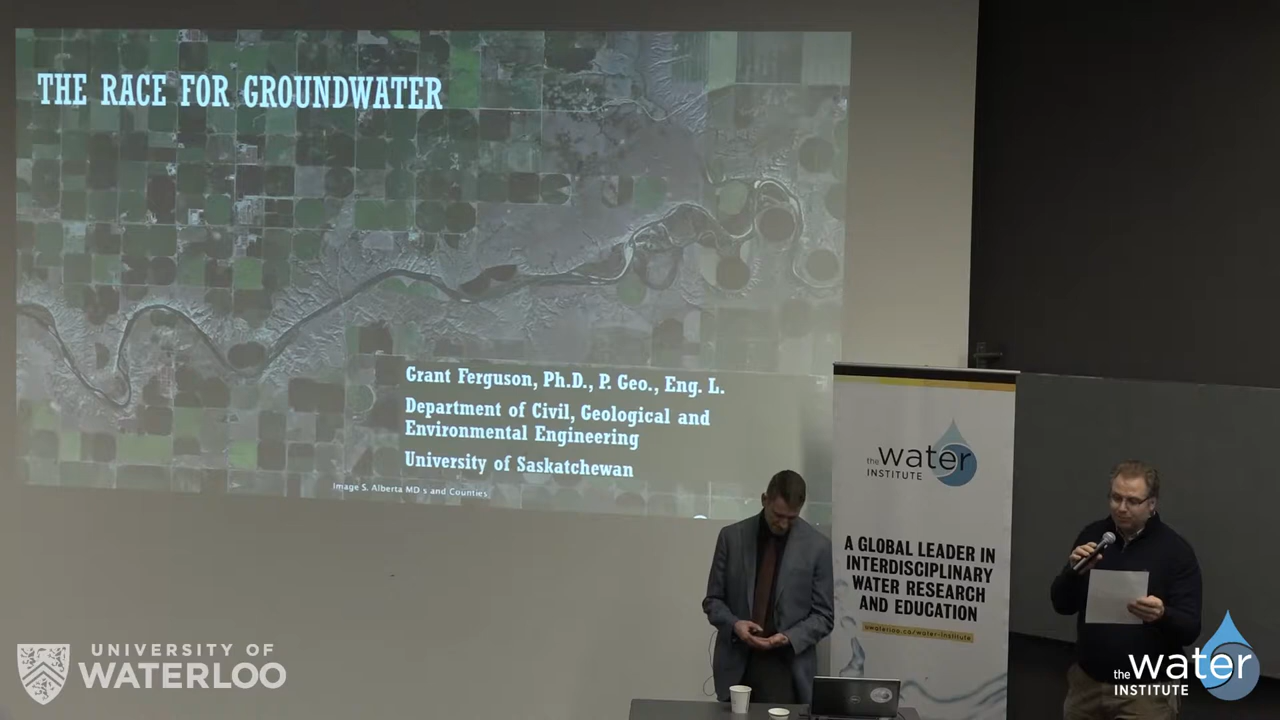 THE RACE FOR GROUNDWATER
Grant Ferguson, Ph.D., P. Geo., Eng. L.
Department of Civil, Geological and
Environmental Engineering
University of Saskatchewan
Image S. Alberta MD s and Counties
the water
INSTITUTE
A GLOBAL LEADER IN
INTERDISCIPLINARY
WATER RESEARCH
AND EDUCATION
uwaterloo.ca/water-institute
UNIVERSITY OF
WATERLOO
the water
INSTITUTE